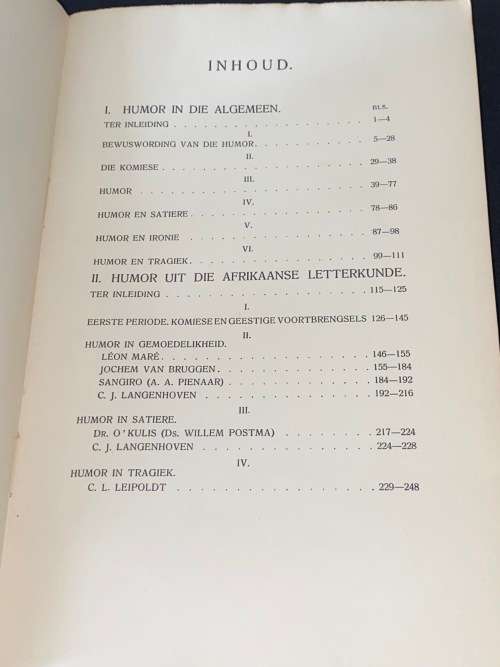 INHOUD.
I. HUMOR IN DIE ALGEMEEN. BLS.
TER INLEIDING . . . . . . . . . . . . . . . . . . 1—4
I.
BEWUSWORDING VAN DIE HUMOR . . . . . . . . . . 5—28
II.
DIE KOMIESE . . . . . . . . . . . . . . . . . . 29—38
III.
HUMOR . . . . . . . . . . . . . . . . . . . . 39—77
IV.
HUMOR EN SATIERE . . . . . . . . . . . . . . . 78—86
V.
HUMOR EN IRONIE . . . . . . . . . . . . . . . 87—98
VI.
HUMOR EN TRAGIEK . . . . . . . . . . . . . . . 99—111
II. HUMOR UIT DIE AFRIKAANSE LETTERKUNDE.
TER INLEIDING . . . . . . . . . . . . . . . . . 115—125
I.
EERSTE PERIODE. KOMIESE EN GEESTIGE VOORTBRENGSELS 126—145
II.
HUMOR IN GEMOEDELIKHEID.
LÉON MARÉ . . . . . . . . . . . . . . . . . . 146—155
JOCHEM VAN BRUGGEN . . . . . . . . . . . . . 155—184
SANGIRO (A. A. PIENAAR) . . . . . . . . . . . . 184—192
C. J. LANGENHOVEN . . . . . . . . . . . . . . 192—216
III.
HUMOR IN SATIERE.
DR. O'KULIS (DS. WILLEM POSTMA) . . . . . . . . 217—224
C. J. LANGENHOVEN . . . . . . . . . . . . . . 224—228
IV.
HUMOR IN TRAGIEK.
C. L. LEIPOLDT . . . . . . . . . . . . . . . . 229—248